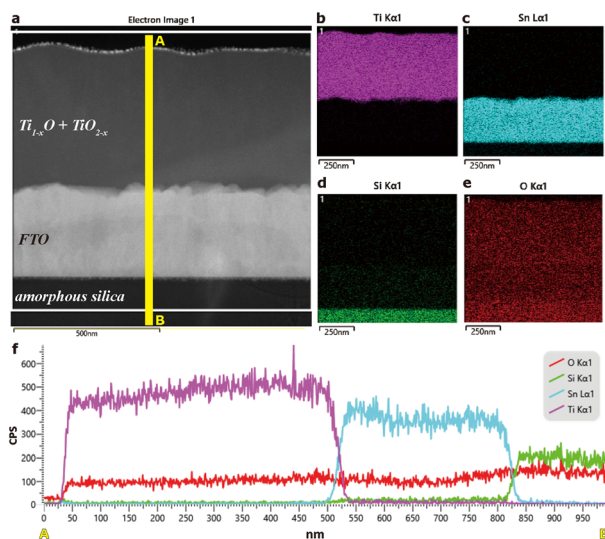 a
Electron Image 1
1
A
Ti1-xO + TiO2-x
FTO
amorphous silica
B
500nm
b
Ti Kα1
1
250nm
c
Sn Lα1
1
250nm
d
Si Kα1
1
250nm
e
O Kα1
1
250nm
f
CPS
600
500
400
300
200
100
0
O Kα1
Si Kα1
Sn Lα1
Ti Kα1
0
50
100
150
200
250
300
350
400
450
500
550
600
650
700
750
800
850
900
950
A
nm
B